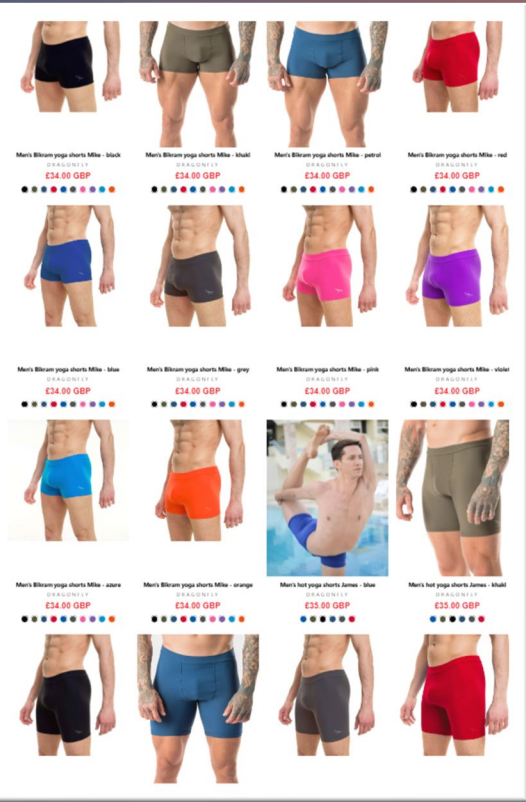 Men's Bikram yoga shorts Mike - black
DRAGONFLY
£34.00 GBP
Men's Bikram yoga shorts Mike - khaki
DRAGONFLY
£34.00 GBP
Men's Bikram yoga shorts Mike - petrol
DRAGONFLY
£34.00 GBP
Men's Bikram yoga shorts Mike - red
DRAGONFLY
£34.00 GBP
Men's Bikram yoga shorts Mike - blue
DRAGONFLY
£34.00 GBP
Men's Bikram yoga shorts Mike - grey
DRAGONFLY
£34.00 GBP
Men's Bikram yoga shorts Mike - pink
DRAGONFLY
£34.00 GBP
Men's Bikram yoga shorts Mike - violet
DRAGONFLY
£34.00 GBP
Men's Bikram yoga shorts Mike - azure
DRAGONFLY
£34.00 GBP
Men's Bikram yoga shorts Mike - orange
DRAGONFLY
£34.00 GBP
Men's hot yoga shorts James - blue
DRAGONFLY
£35.00 GBP
Men's hot yoga shorts James - khaki
DRAGONFLY
£35.00 GBP